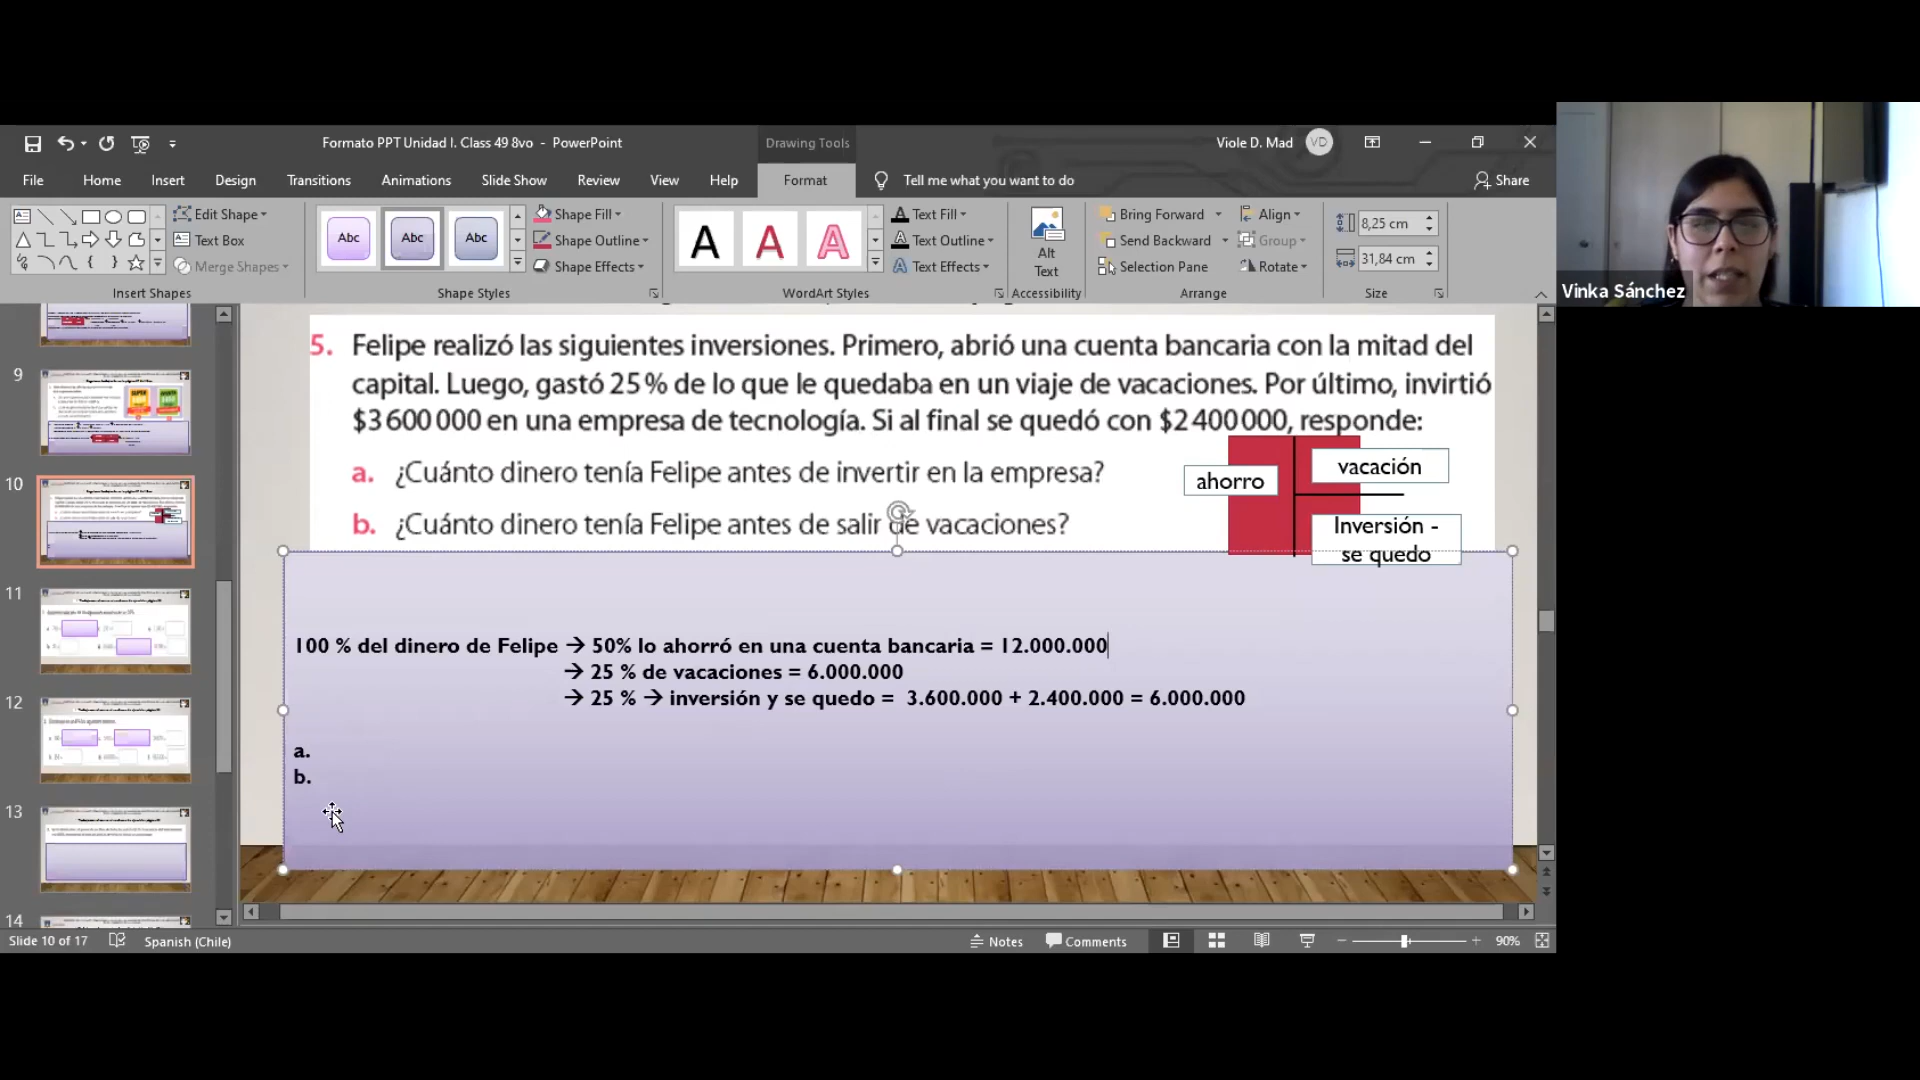 Formato PPT Unidad I. Class 49 8vo - PowerPoint
Drawing Tools
Viole D. Mad
VD
File
Home
Insert
Design
Transitions
Animations
Slide Show
Review
View
Help
Format
Tell me what you want to do
Share
Edit Shape
Text Box
Merge Shapes
Insert Shapes
Abc
Abc
Abc
Shape Fill
Shape Outline
Shape Effects
Shape Styles
A
A
A
Text Fill
Text Outline
Text Effects
WordArt Styles
Alt
Text
Accessibility
Bring Forward
Send Backward
Selection Pane
Align
Group
Rotate
Arrange
8,25 cm
31,84 cm
Size
Vinka Sánchez
9
10
11
12
13
14
5. Felipe realizó las siguientes inversiones. Primero, abrió una cuenta bancaria con la mitad del
capital. Luego, gastó 25% de lo que le quedaba en un viaje de vacaciones. Por último, invirtió
$3 600 000 en una empresa de tecnología. Si al final se quedó con $2 400 000, responde:
a. ¿Cuánto dinero tenía Felipe antes de invertir en la empresa?
b. ¿Cuánto dinero tenía Felipe antes de salir de vacaciones?
ahorro
vacación
Inversión -
se quedo
100 % del dinero de Felipe → 50% lo ahorró en una cuenta bancaria = 12.000.000
→ 25 % de vacaciones = 6.000.000
→ 25 % → inversión y se quedo = 3.600.000 + 2.400.000 = 6.000.000
a.
b.
Slide 10 of 17
Spanish (Chile)
Notes
Comments
90%